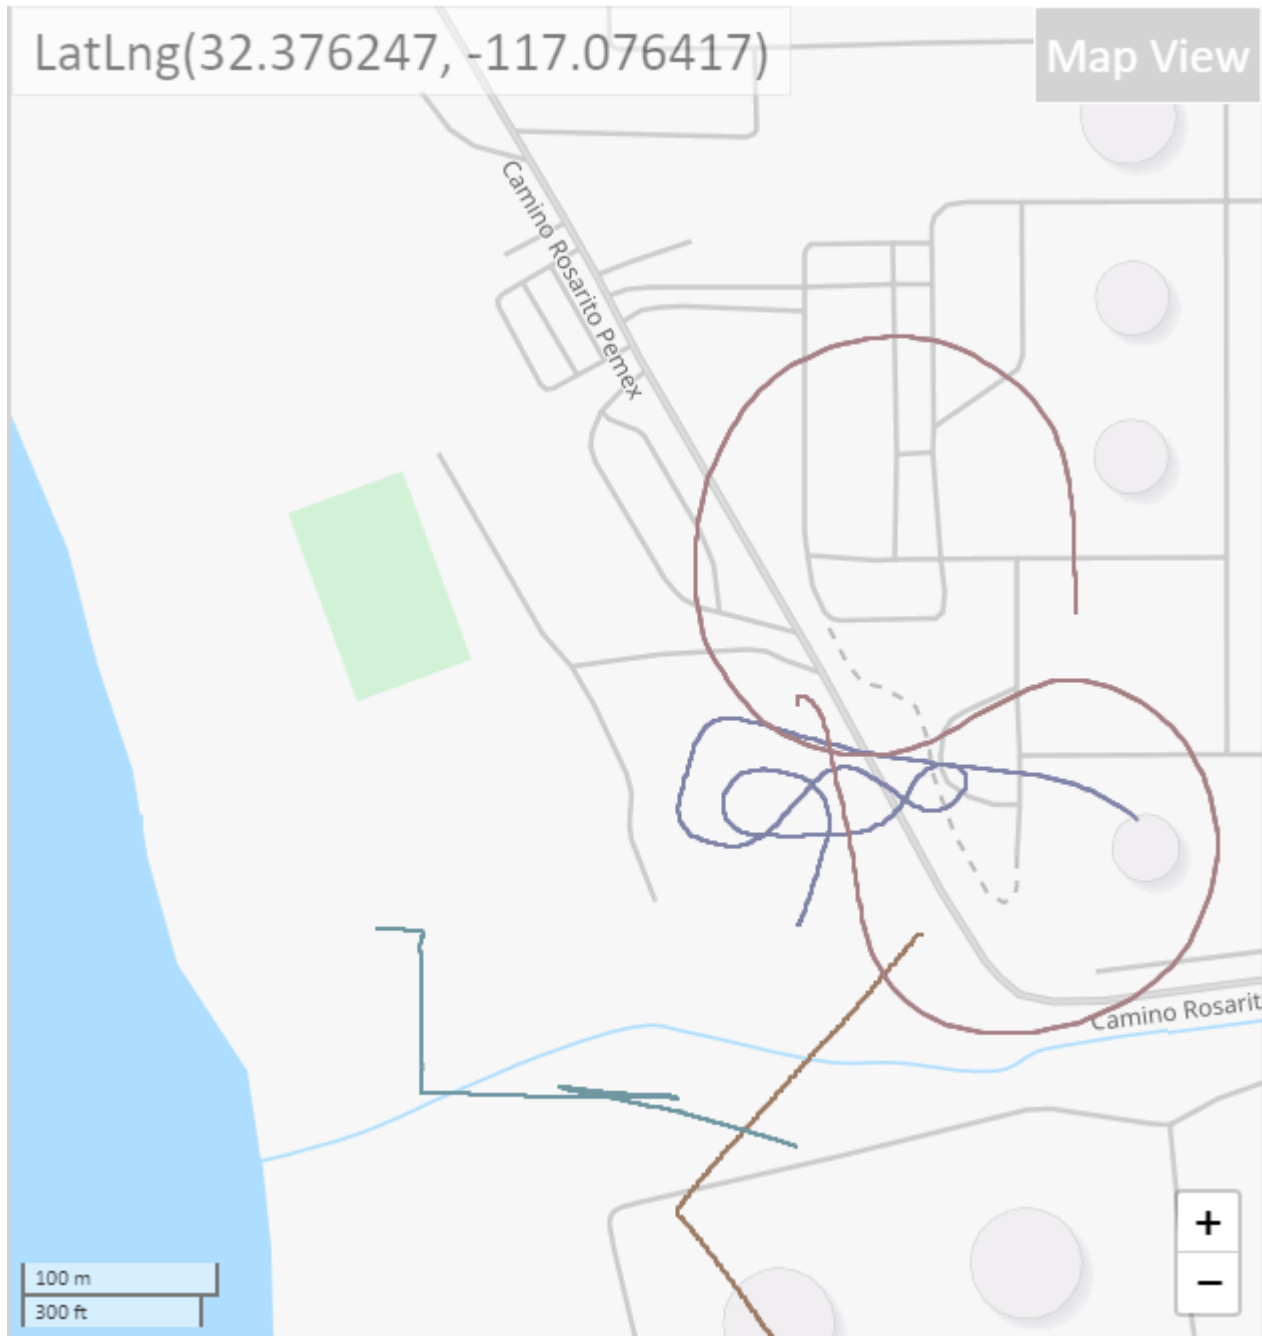 LatLng(32.376247, -117.076417)
Map View
Camino Rosarito Pemex
Camino Rosarit
+
−
100 m
300 ft